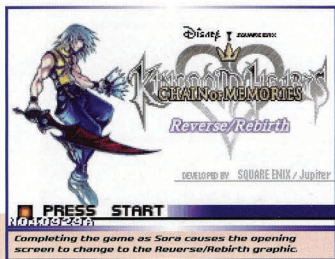 Disney SQUARE ENIX
KINGDOM HEARTS
CHAIN OF MEMORIES
Reverse/Rebirth
DEVELOPED BY SQUARE ENIX / Jupiter
PRESS START
Completing the game as Sora causes the opening
screen to change to the Reverse/Rebirth graphic.